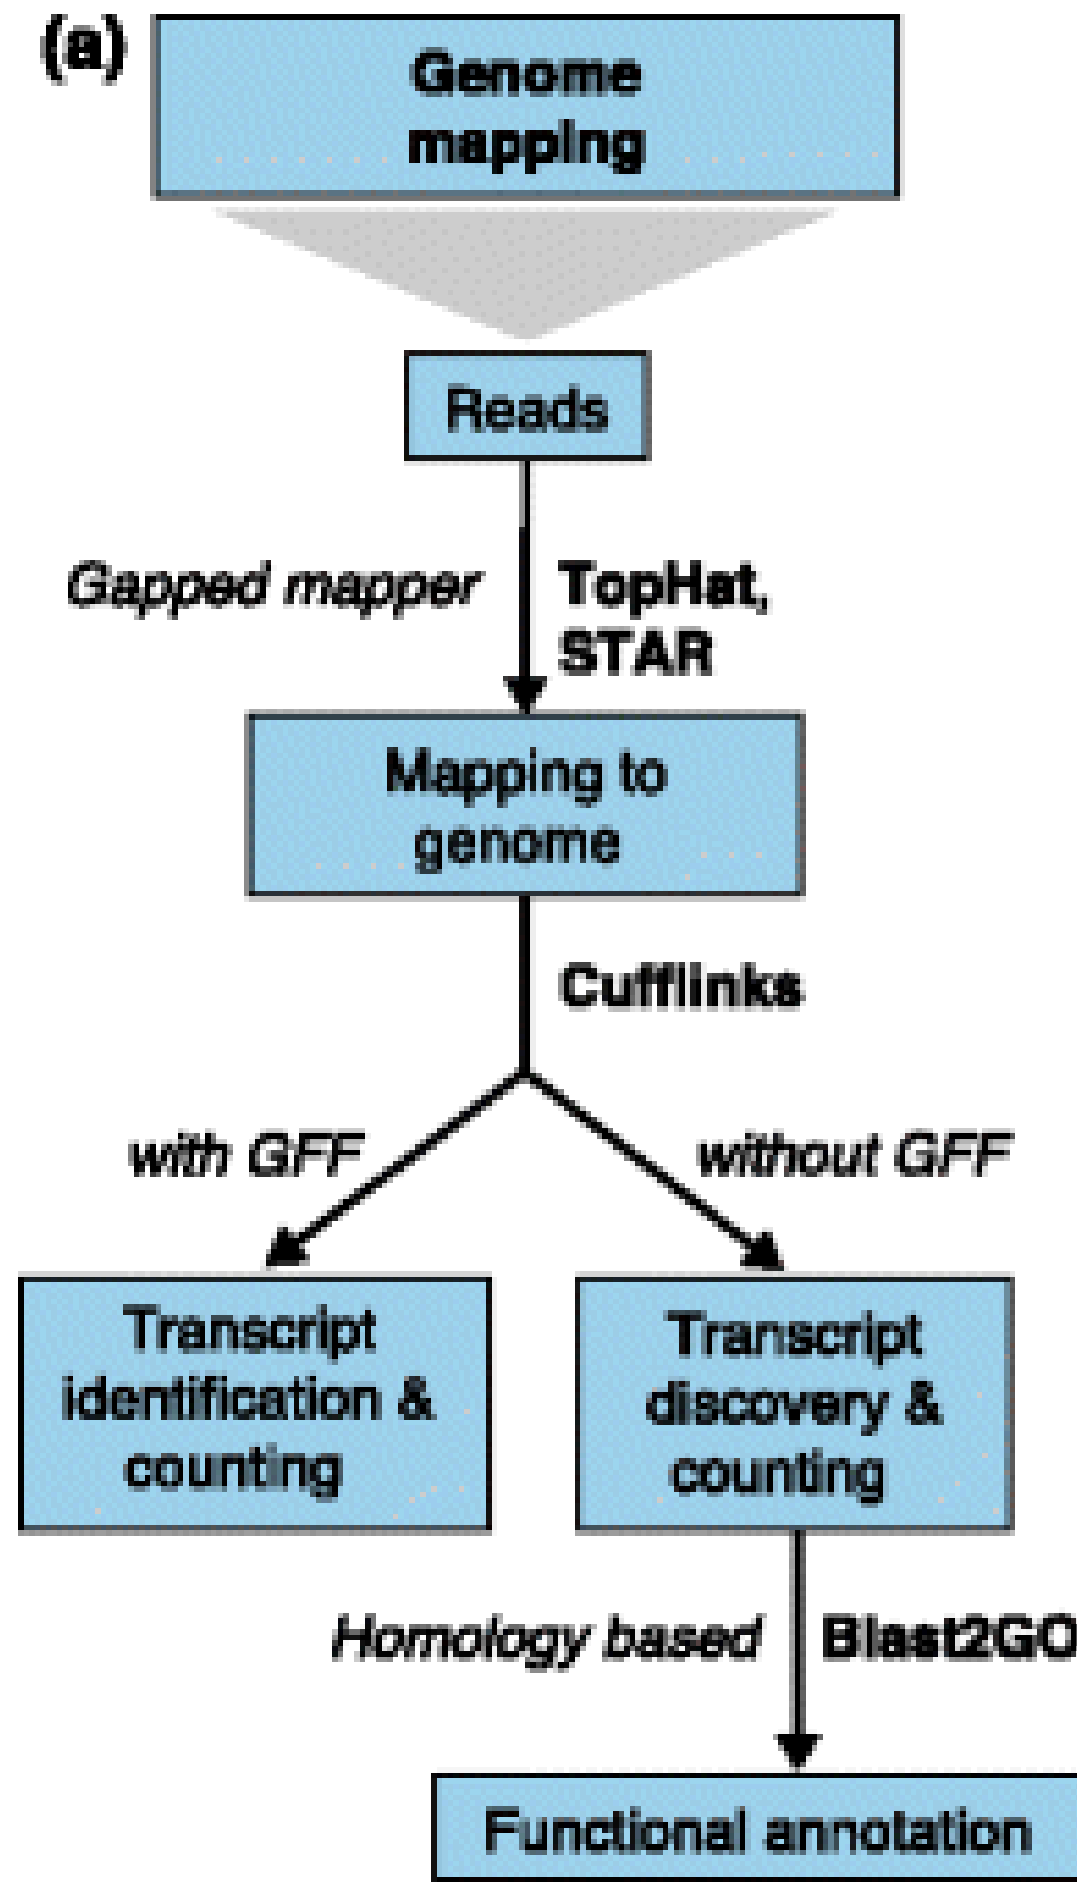 (a)
Genome
mapping
Reads
Gapped mapper
TopHat,
STAR
Mapping to
genome
Cufflinks
with GFF
without GFF
Transcript
identification &
counting
Transcript
discovery &
counting
Homology based
Blast2GO
Functional annotation